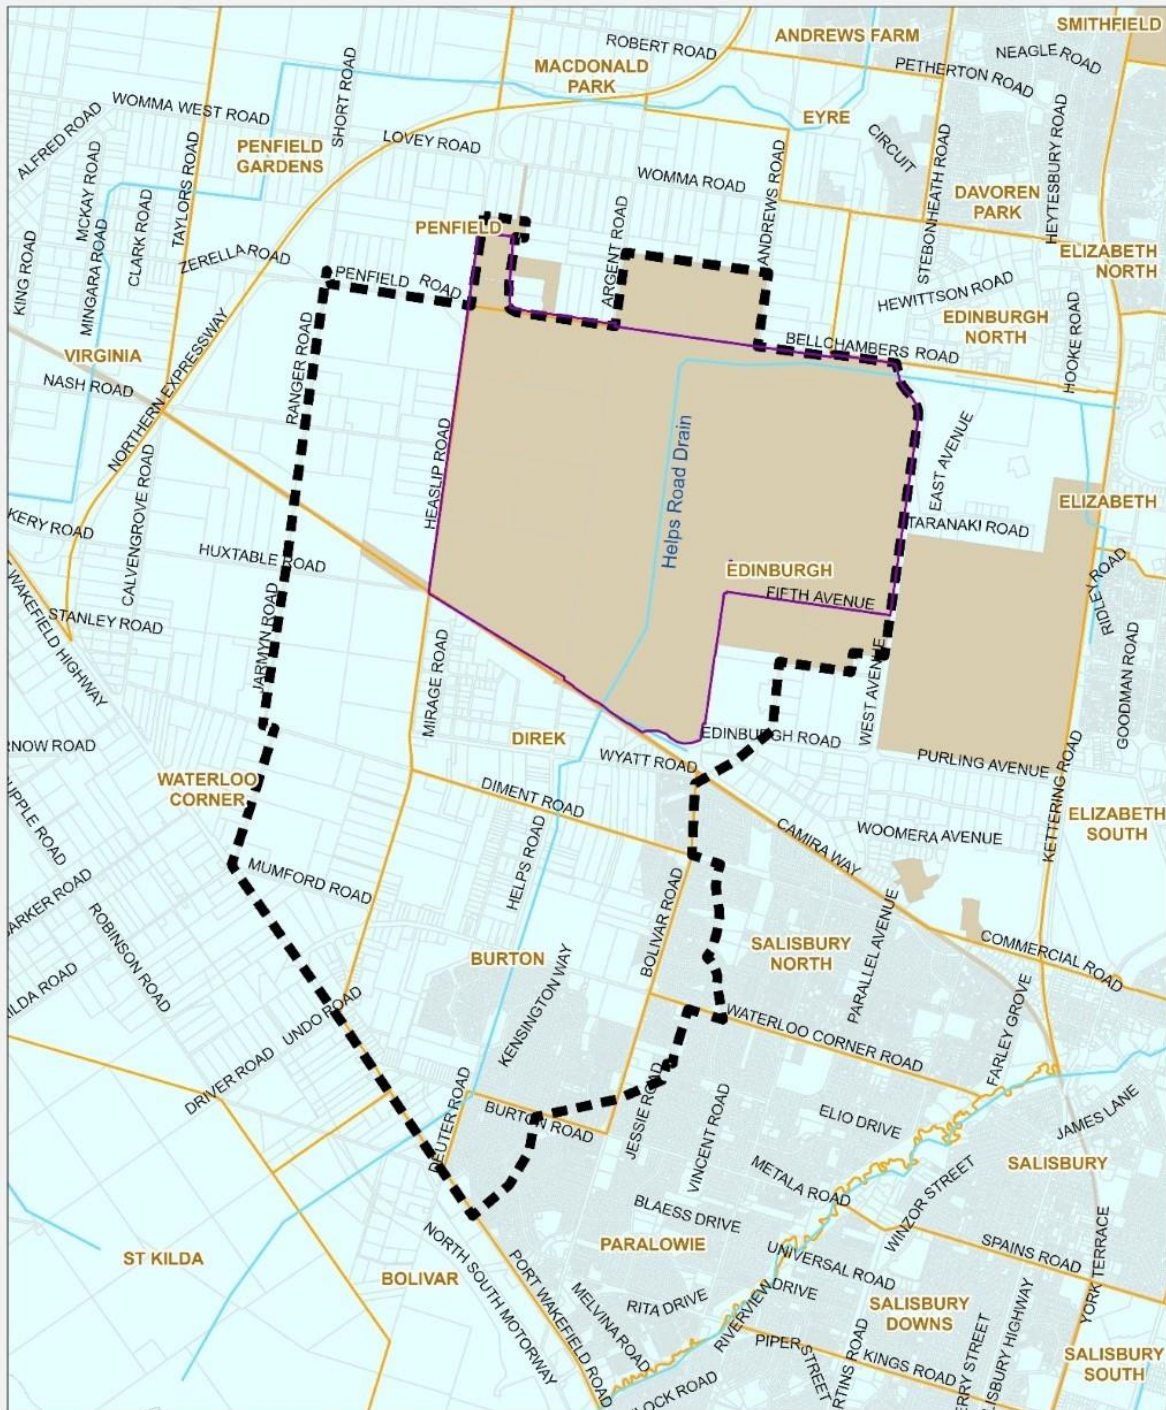 SMITHFIELD
ANDREWS FARM
ROBERT ROAD
NEAGLE ROAD
SHORT ROAD
MACDONALD
PARK
PETHERTON ROAD
WOMMA WEST ROAD
ALFRED ROAD
EYRE
CIRCUIT
HEYTESBURY ROAD
PENFIELD
GARDENS
LOVEY ROAD
TAYLORS ROAD
MCKAY ROAD
WOMMA ROAD
STEBONHEATH ROAD
DAVOREN
PARK
ANDREWS ROAD
CLARK ROAD
MINGARA ROAD
KING ROAD
PENFIELD
ARGENT ROAD
ELIZABETH
NORTH
ZERELLA ROAD
PENFIELD ROAD
HEWITTSON ROAD
EDINBURGH
NORTH
HOOKE ROAD
VIRGINIA
RANGER ROAD
BELLCHAMBERS ROAD
NASH ROAD
NORTHERN EXPRESSWAY
HEASLIP ROAD
Helps Road Drain
EAST AVENUE
CALVENGROVE ROAD
ELIZABETH
KERY ROAD
TARANAKI ROAD
HUXTABLE ROAD
EDINBURGH
FIFTH AVENUE
RIDLEY ROAD
STANLEY ROAD
WAKEFIELD HIGHWAY
JARMYN ROAD
MIRAGE ROAD
WEST AVENUE
GOODMAN ROAD
RNOW ROAD
DIREK
EDINBURGH ROAD
WYATT ROAD
PURLING AVENUE
WATERLOO
CORNER
DIMENT ROAD
KETTERING ROAD
UPPLE ROAD
HELPS ROAD
CAMIRA WAY
WOOMERA AVENUE
ELIZABETH
SOUTH
MUMFORD ROAD
ARKER ROAD
ROBINSON ROAD
BOLIVAR ROAD
PARALLEL AVENUE
BURTON
SALISBURY
NORTH
COMMERCIAL ROAD
KENSINGTON WAY
ILDA ROAD
UNDO ROAD
WATERLOO CORNER ROAD
FARLEY GROVE
DRIVER ROAD
DEUTER ROAD
BURTON ROAD
JESSIE ROAD
VINCENT ROAD
ELIO DRIVE
JAMES LANE
METALA ROAD
SALISBURY
WINZOR STREET
BLAESS DRIVE
PARALOWIE
ST KILDA
BOLIVAR
NORTH SOUTH MOTORWAY
PORT WAKEFIELD ROAD
UNIVERSAL ROAD
SPAINS ROAD
YORK TERRACE
MELVINA ROAD
RITA DRIVE
RIVERVIEW DRIVE
SALISBURY
DOWNS
PIPER STREET
RTINS ROAD
KINGS ROAD
RRY STREET
LISBURY HIGHWAY
SALISBURY
SOUTH
LOCK ROAD